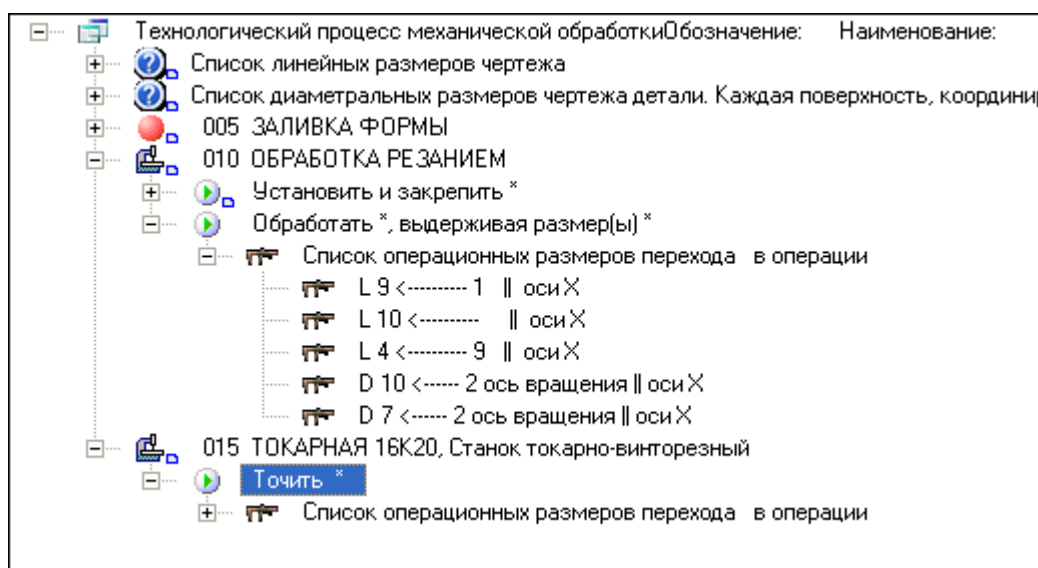 Технологический процесс механической обработкиОбозначение: Наименование:
Список линейных размеров чертежа
Список диаметральных размеров чертежа детали. Каждая поверхность,
005 ЗАЛИВКА ФОРМЫ
010 ОБРАБОТКА РЕЗАНИЕМ
Установить и закрепить *
Обработать *, выдерживая размер(ы) *
Список операционных размеров перехода в операции
L 9 <---------- 1 || оси X
L 10 <---------- || оси X
L 4 <---------- 9 || оси X
D 10 <------ 2 ось вращения || оси X
D 7 <------ 2 ось вращения || оси X
015 ТОКАРНАЯ 16К20, Станок токарно-винторезный
Точить *
Список операционных размеров перехода в операции